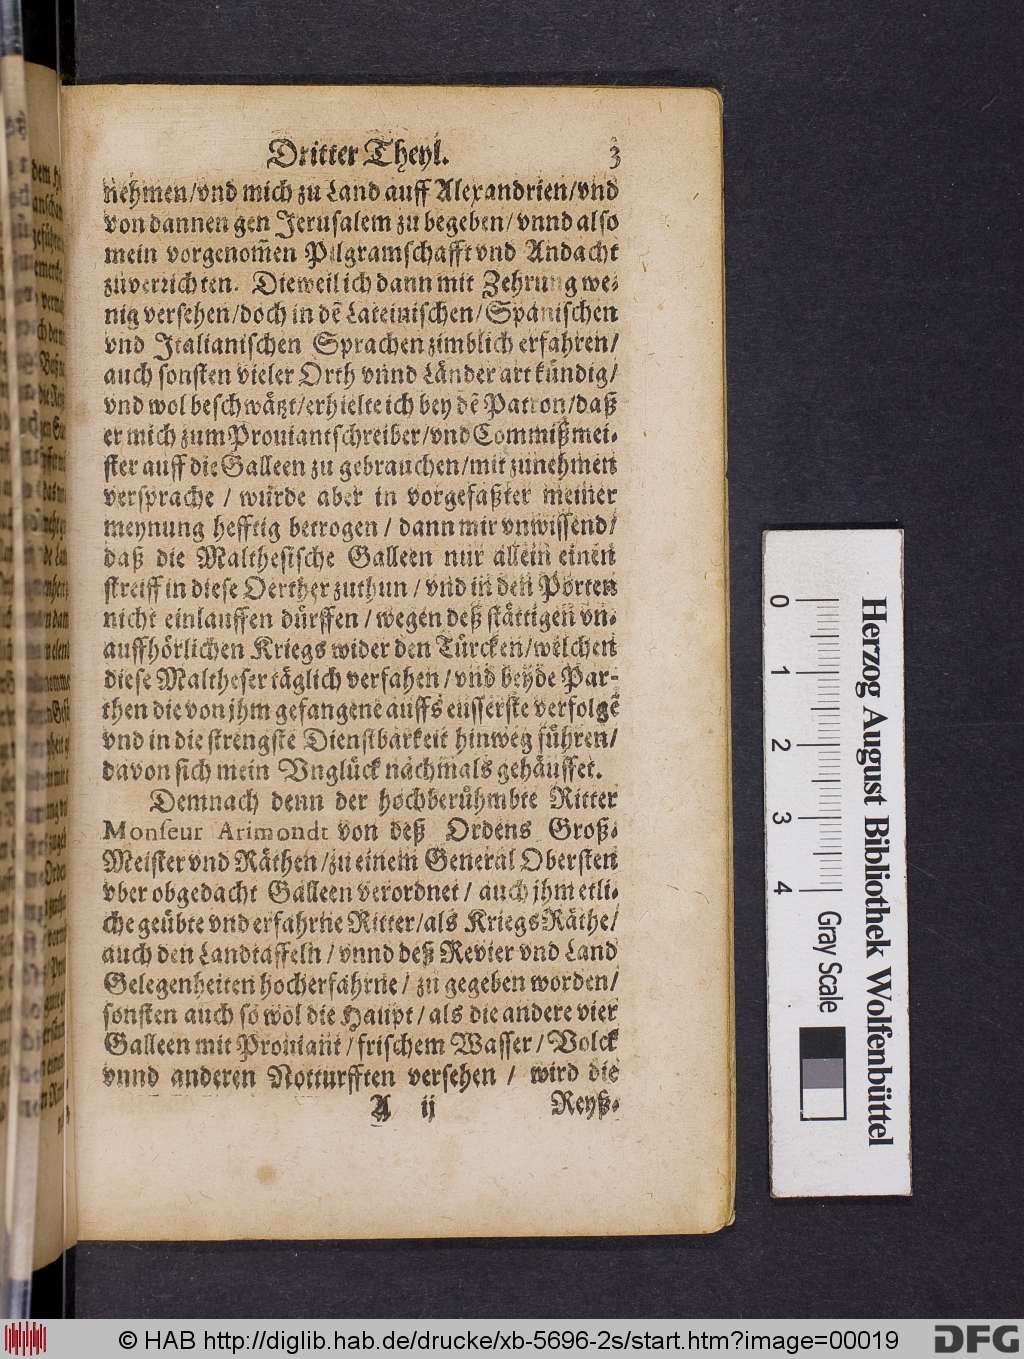 Dritter Theyl. 3
nehmen/vnd mich zu Land auff Alexandrien/vnd
von dannen gen Jerusalem zu begeben/vnnd also
mein vorgenom̃en Pilgramschafft vnd Andacht
zuverrichten. Dieweil ich dann mit Zehrung we-
nig versehen/doch in dẽ Lateinischen/Spanischen
vnd Italianischen Sprachen zimblich erfahren/
auch sonsten vieler Orth vnnd Länder art kündig/
vnd wol beschwätzt/erhielte ich bey dẽ Patron/daß
er mich zum Prouiantschreiber/vnd Commißmei-
ster auff die Galleen zu gebrauchen/mit zunehmen
versprache / würde aber in vorgefaßter meiner
meynung hefftig betrogen / dann mir vnwissend/
daß die Malthesische Galleen nur allein einen
streiff in diese Oerther zuthun / vnd in den Porten
nicht einlauffen dürffen / wegen deß stättigen vn-
auffhörlichen Kriegs wider den Türcken/welchen
diese Maltheser täglich verfahen / vnd beyde Par-
then die von jhm gefangene auffs eusserste verfolgẽ
vnd in die strengste Dienstbarkeit hinweg führen/
davon sich mein Vnglück nachmals gehäuffet.
Demnach denn der hochberühmbte Ritter
Monseur Arimondt von deß Ordens Groß-
Meister vnd Räthen/zu einem General Obersten
vber obgedacht Galleen verordnet / auch jhm etli-
che geübte vnd erfahrne Ritter/als Kriegs Räthe/
auch den Landtaffeln / vnnd deß Revier vnd Land
Gelegenheiten hocherfahrne / zu gegeben worden/
sonsten auch so wol die Haupt / als die andere vier
Galleen mit Prouiant / frischem Wasser / Volck
vnnd anderen Notturfften versehen / wird die
A ij Reyß-
0 1 2 3 4 Gray Scale
Herzog August Bibliothek Wolfenbüttel
© HAB http://diglib.hab.de/drucke/xb-5696-2s/start.htm?image=00019
DFG